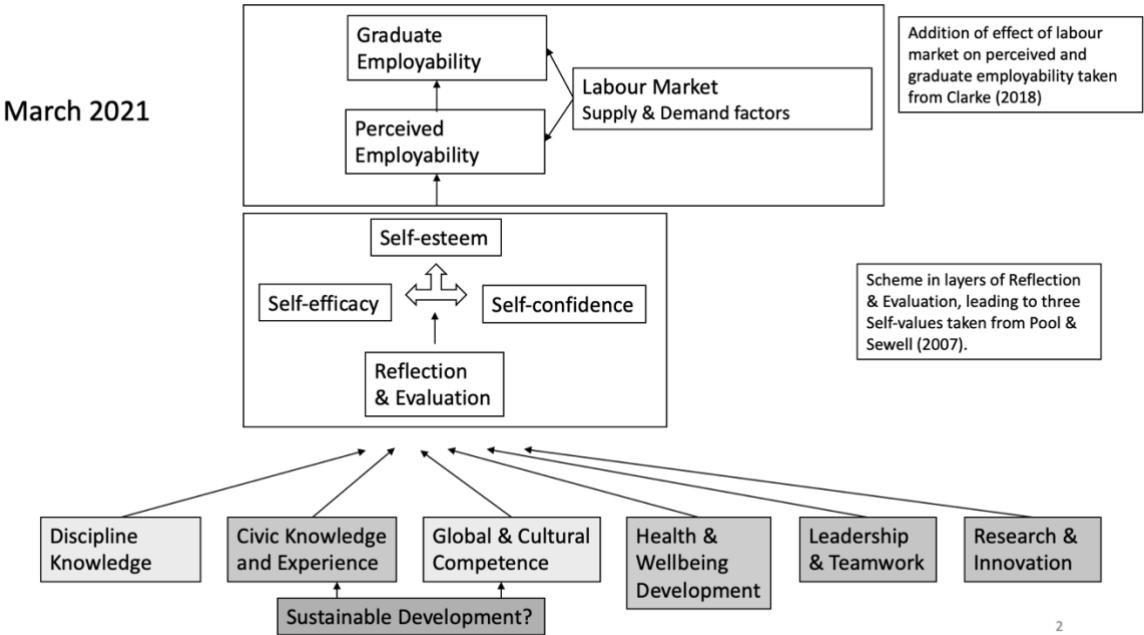 March 2021
Graduate
Employability
Labour Market
Supply & Demand factors
Perceived
Employability
Addition of effect of labour
market on perceived and
graduate employability taken
from Clarke (2018)
Self-esteem
Self-efficacy
Self-confidence
Reflection
& Evaluation
Scheme in layers of Reflection
& Evaluation, leading to three
Self-values taken from Pool &
Sewell (2007).
Discipline
Knowledge
Civic Knowledge
and Experience
Global & Cultural
Competence
Health &
Wellbeing
Development
Leadership
& Teamwork
Research &
Innovation
Sustainable Development?
2